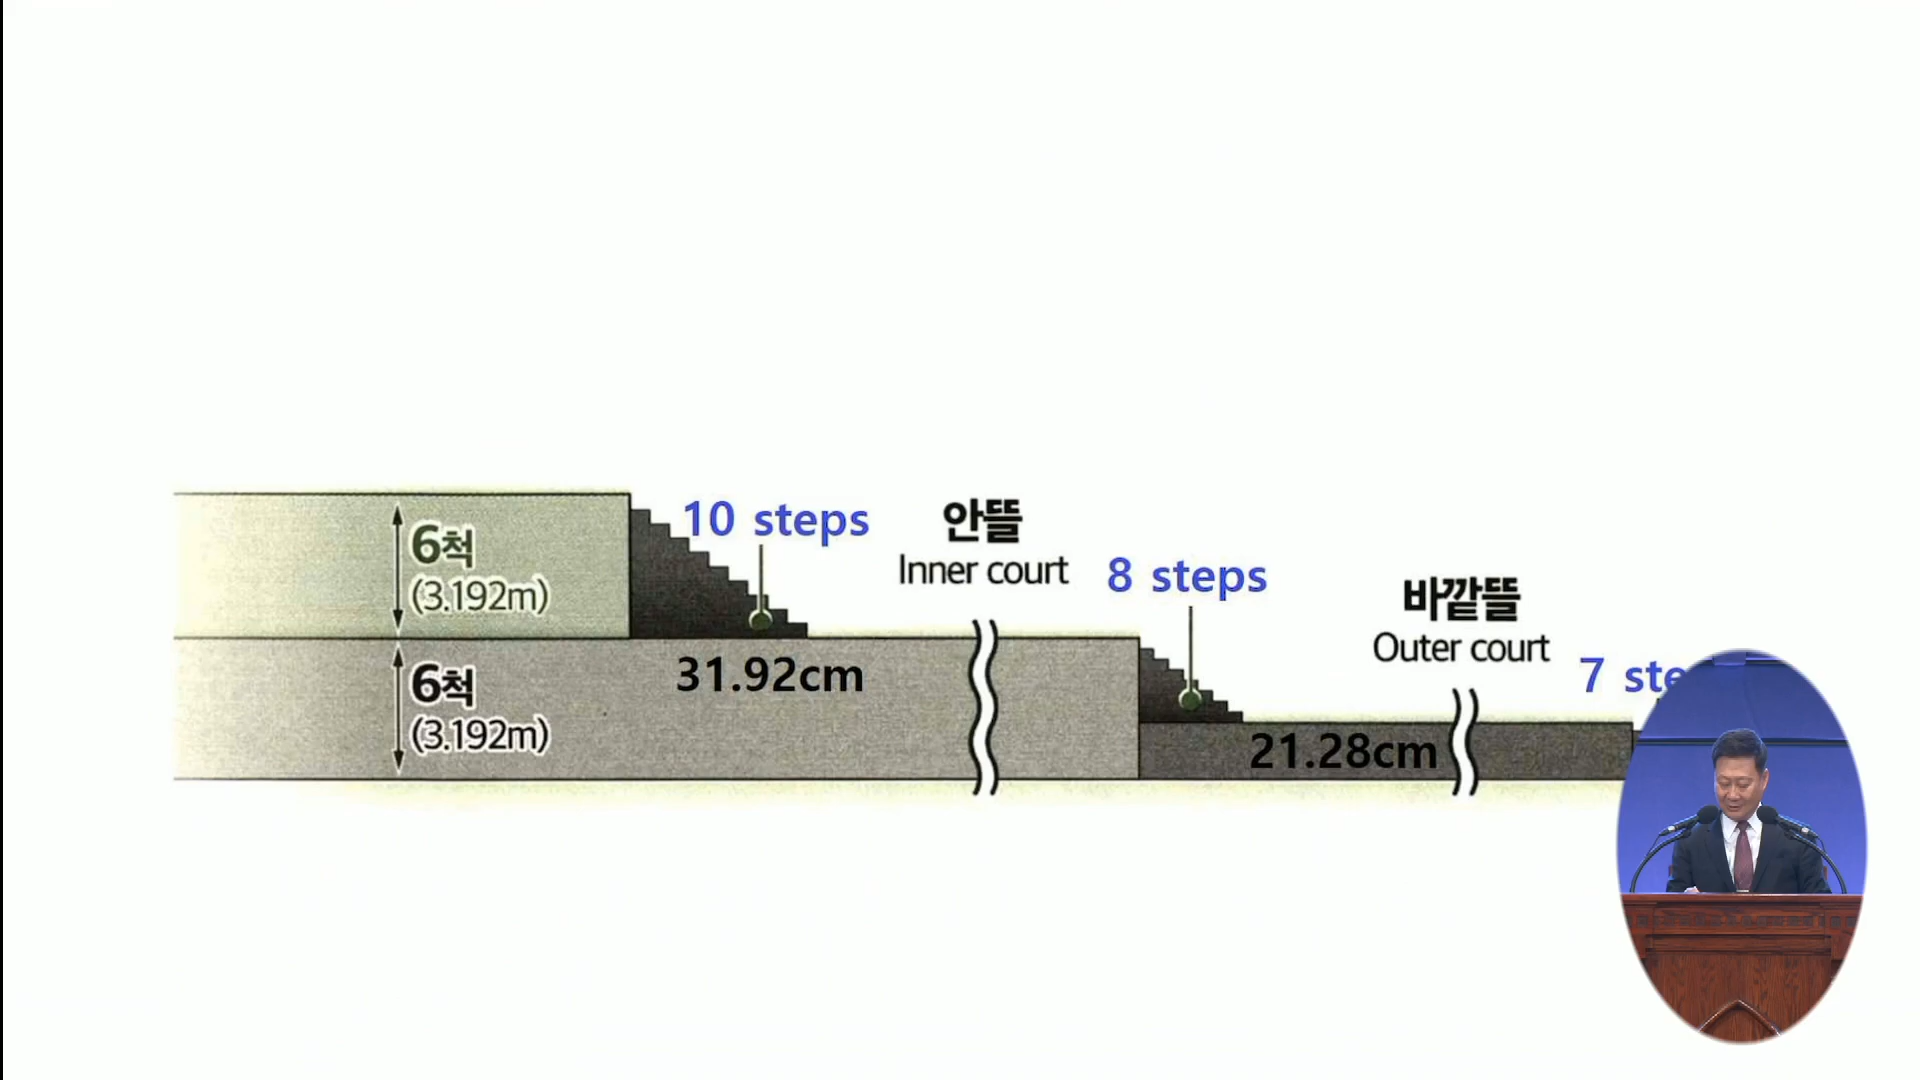 10 steps
6척
(3.192m)
안뜰
Inner court
8 steps
바깥뜰
Outer court
6척
(3.192m)
31.92cm
7 ste
21.28cm